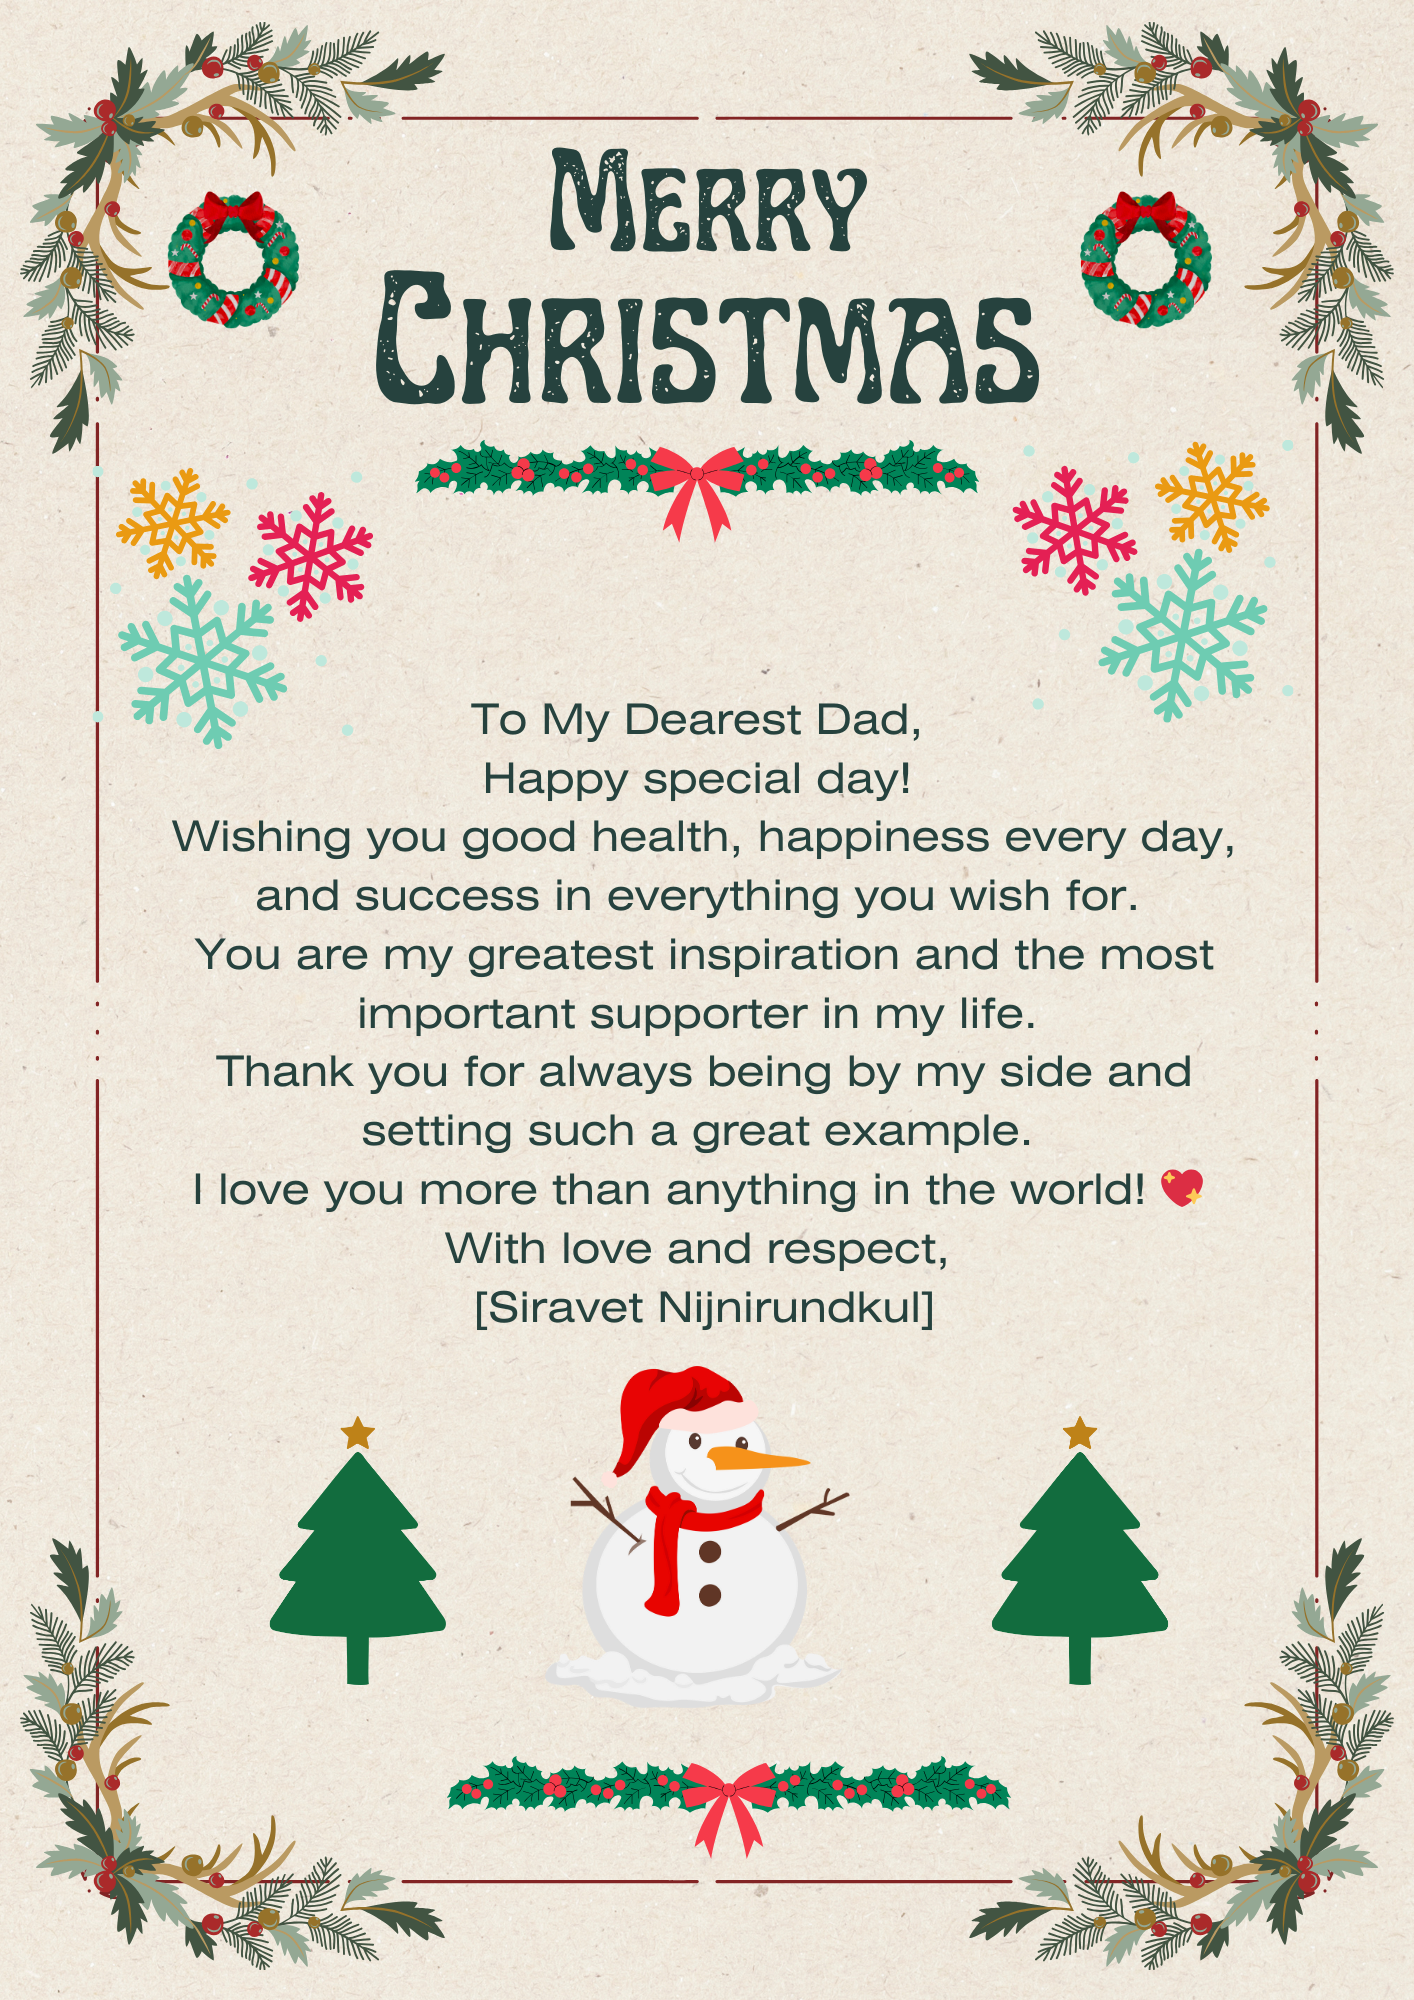 MERRY
CHRISTMAS
To My Dearest Dad,
Happy special day!
Wishing you good health, happiness every day,
and success in everything you wish for.
You are my greatest inspiration and the most
important supporter in my life.
Thank you for always being by my side and
setting such a great example.
I love you more than anything in the world! 💖
With love and respect,
[Siravet Nijnirundkul]